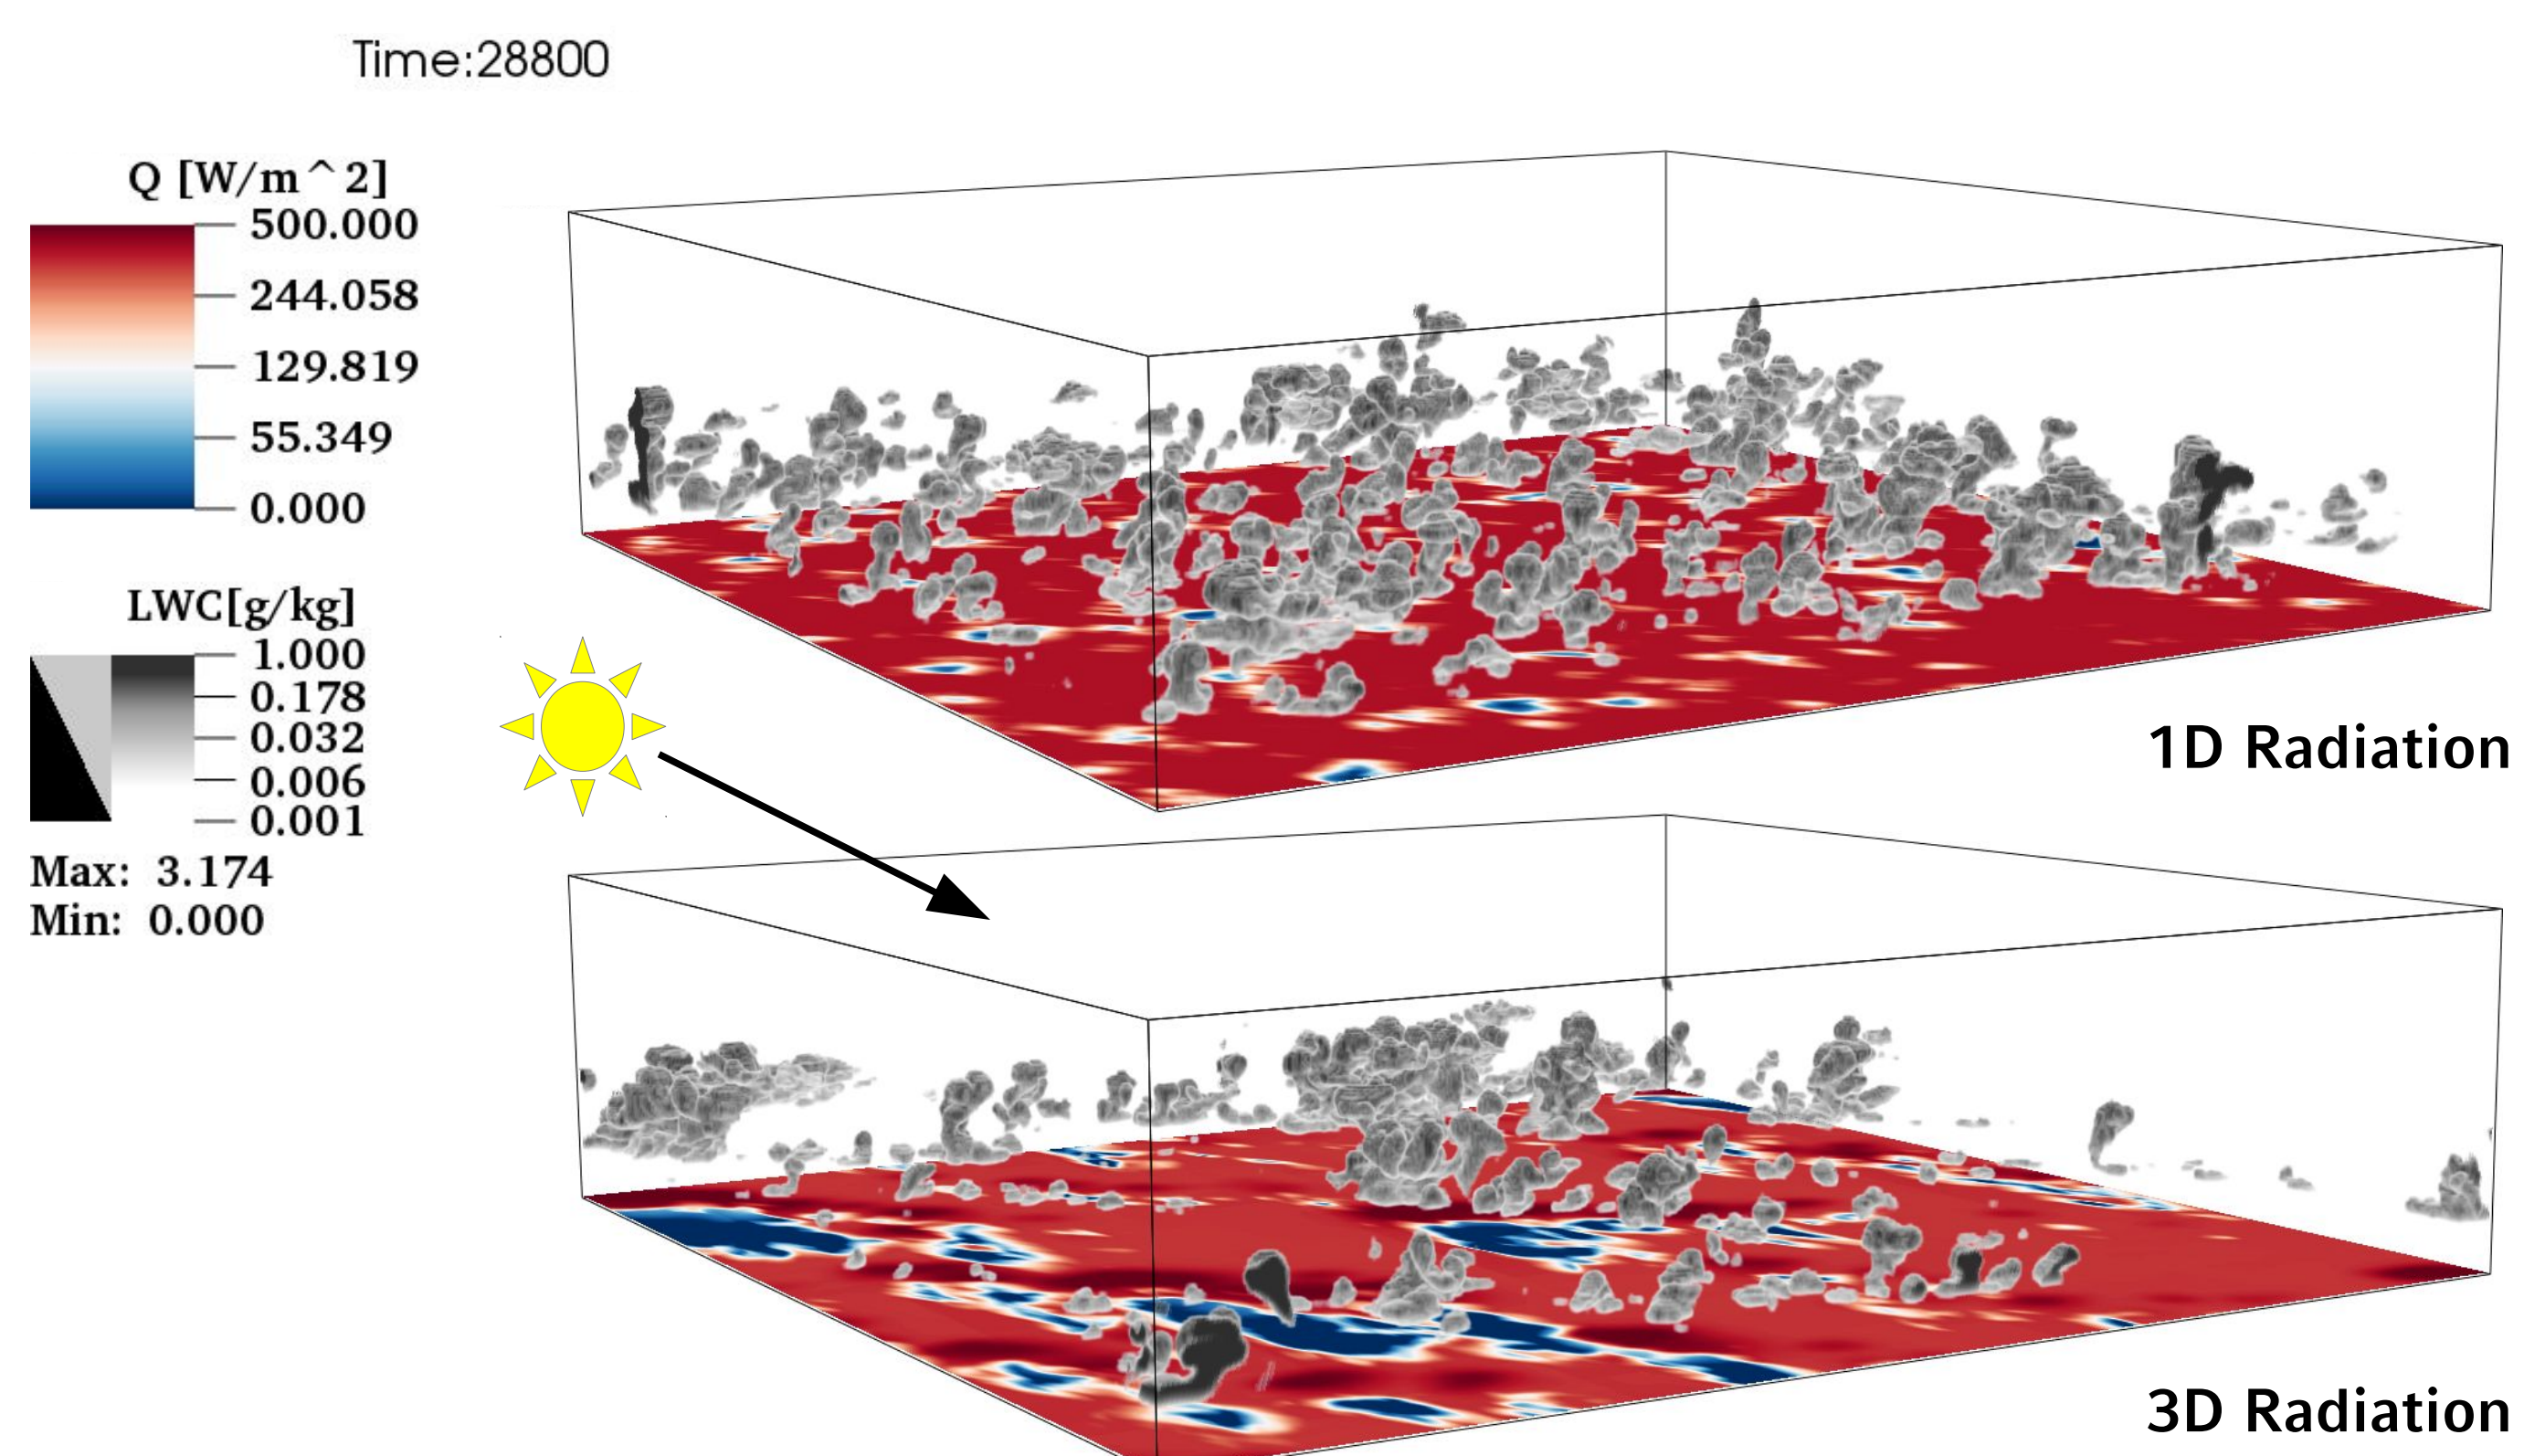 Time:28800
Q [W/m^2]
500.000
244.058
129.819
55.349
0.000
LWC[g/kg]
1.000
0.178
0.032
0.006
0.001
Max: 3.174
Min: 0.000
1D Radiation
3D Radiation